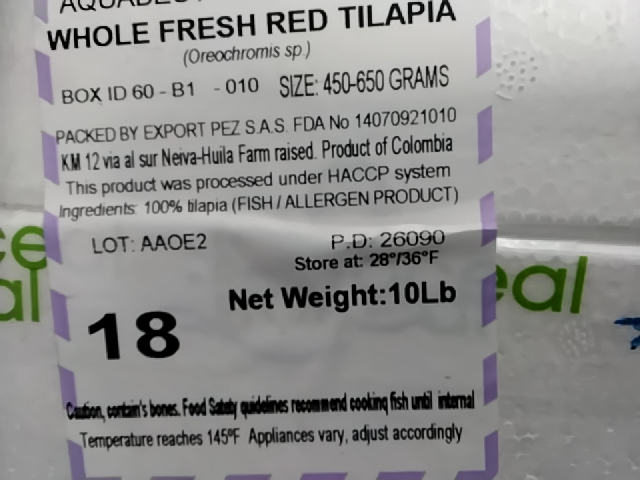 WHOLE FRESH RED TILAPIA
(Oreochromis sp.)
BOX ID 60 - B1 - 010 SIZE: 450-650 GRAMS
PACKED BY EXPORT PEZ S.A.S. FDA No 14070921010
KM 12 via al sur Neiva-Huila Farm raised. Product of Colombia
This product was processed under HACCP system
Ingredients: 100% tilapia (FISH / ALLERGEN PRODUCT)
LOT: AAOE2 P.D: 26090
Store at: 28°/36°F
Net Weight:10Lb
18
Caution, contain's bones. Food Safaty guidelines recommend cooking fish until internal
Temperature reaches 145ºF Appliances vary, adjust accordingly